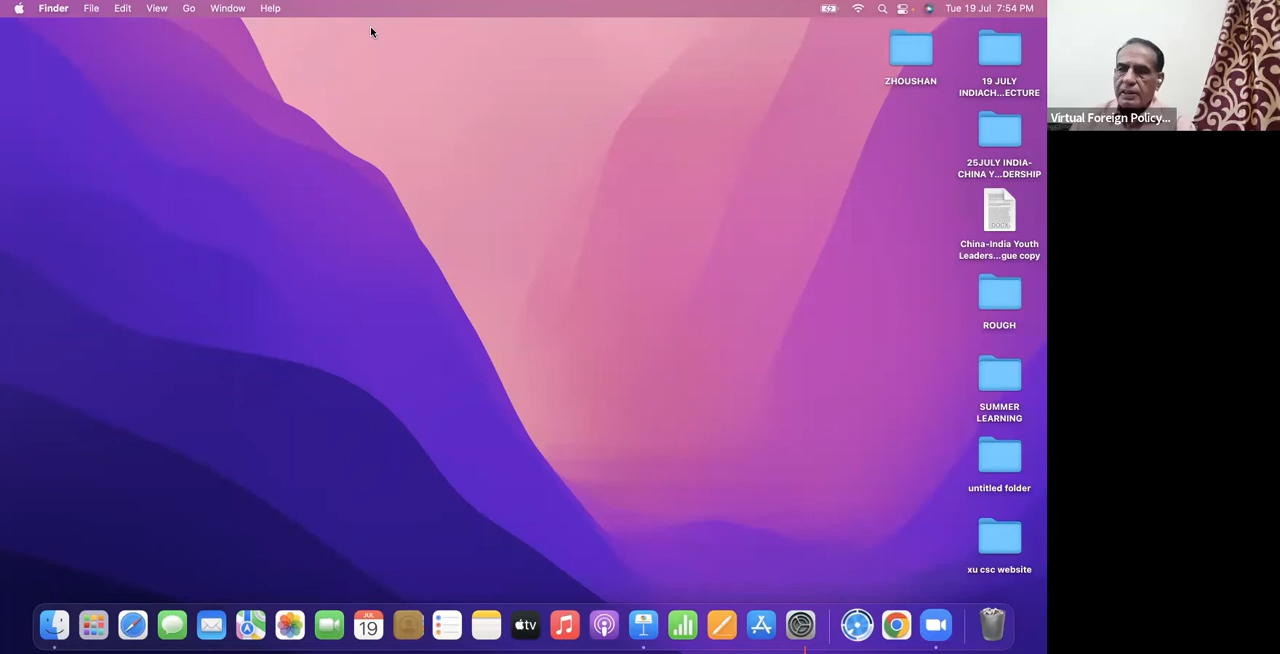 Finder File Edit View Go Window Help Tue 19 Jul 7:54 PM
ZHOUSHAN
19 JULY
INDIACH...ECTURE
25JULY INDIA-
CHINA Y...DERSHIP
China-India Youth
Leaders...gue copy
ROUGH
SUMMER
LEARNING
untitled folder
xu csc website
Virtual Foreign Policy...
JUL
19
tv
DOCX